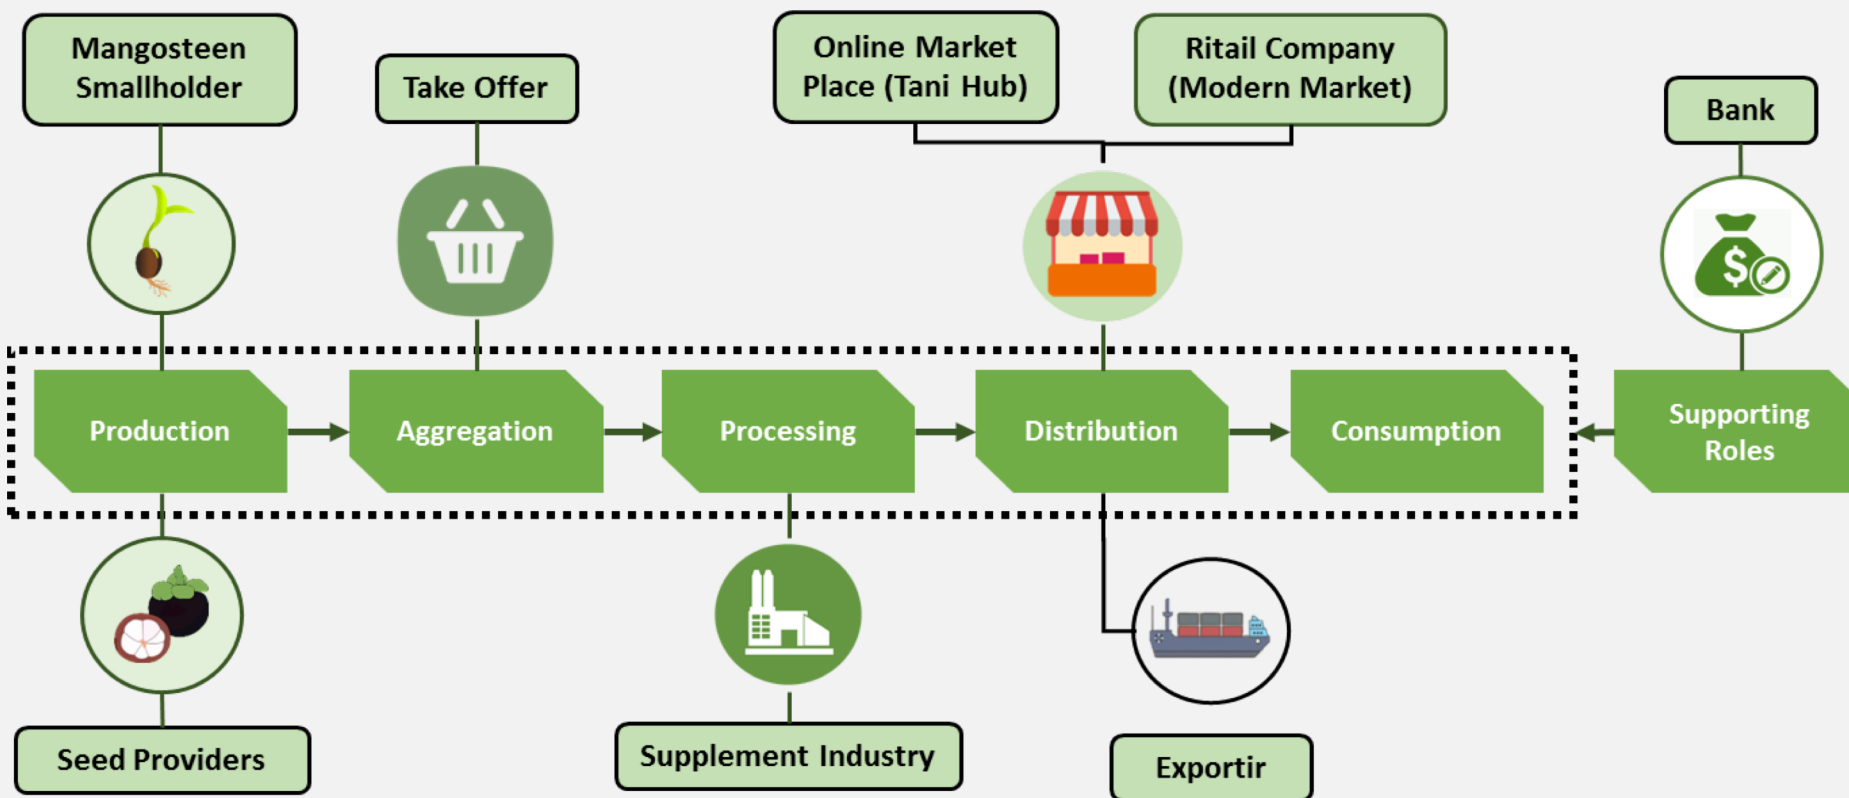 Mangosteen
Smallholder
Take Offer
Online Market
Place (Tani Hub)
Ritail Company
(Modern Market)
Bank
$
Production
Aggregation
Processing
Distribution
Consumption
Supporting
Roles
Seed Providers
Supplement Industry
Exportir